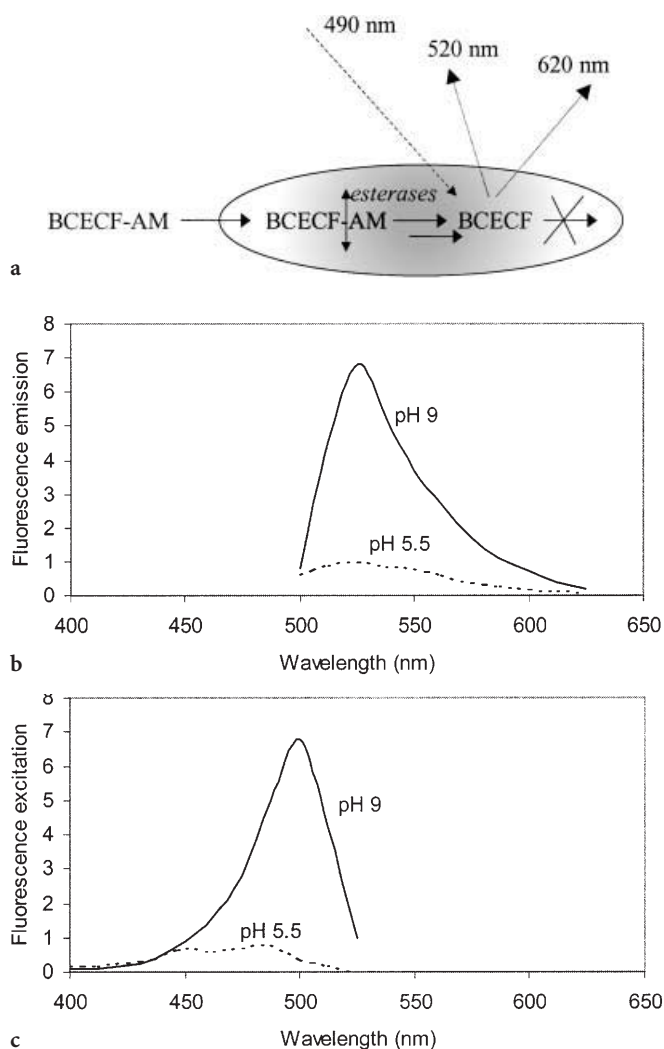 490 nm
520 nm
620 nm
esterases
BCECF-AM
BCECF-AM
BCECF
a
8
7
6
5
4
3
2
1
0
Fluorescence emission
pH 9
pH 5.5
400 450 500 550 600 650
Wavelength (nm)
b
8
7
6
5
4
3
2
1
0
Fluorescence excitation
pH 9
pH 5.5
400 450 500 550 600 650
Wavelength (nm)
c